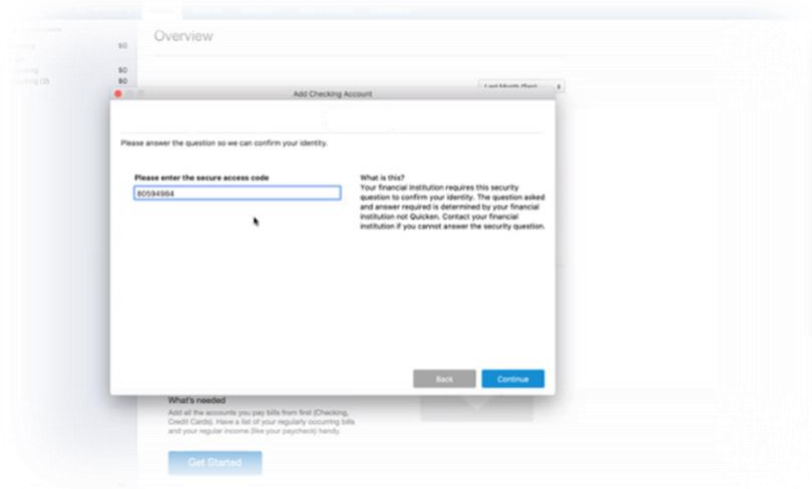 Overview
$0
$0
$0
Add Checking Account
Please answer the question so we can confirm your identity.
Please enter the secure access code
80594984
What is this?
Your financial institution requires this security
question to confirm your identity. The question asked
and answer required is determined by your financial
institution not Quicken. Contact your financial
institution if you cannot answer the security question.
Back
Continue
What's needed
Add all the accounts you pay bills from first (Checking,
Credit Cards). Have a list of your regularly occurring bills
and your regular income (like your paycheck) handy.
Get Started